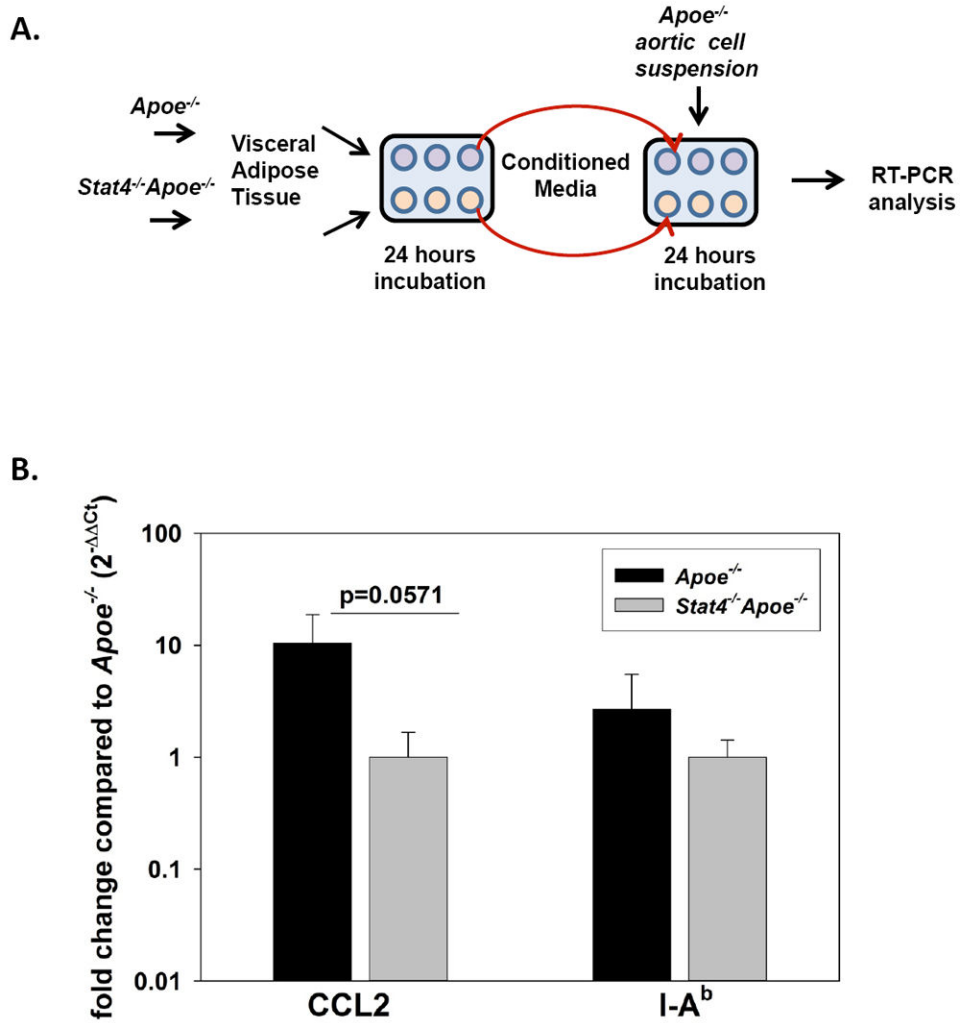 A.
Apoe-/-
Stat4-/-Apoe-/-
Visceral
Adipose
Tissue
24 hours
incubation
Conditioned
Media
Apoe-/-
aortic cell
suspension
24 hours
incubation
RT-PCR
analysis
B.
fold change compared to Apoe-/- (2-ΔΔCt)
100
10
1
0.1
0.01
p=0.0571
Apoe-/-
Stat4-/-Apoe-/-
CCL2
I-Ab